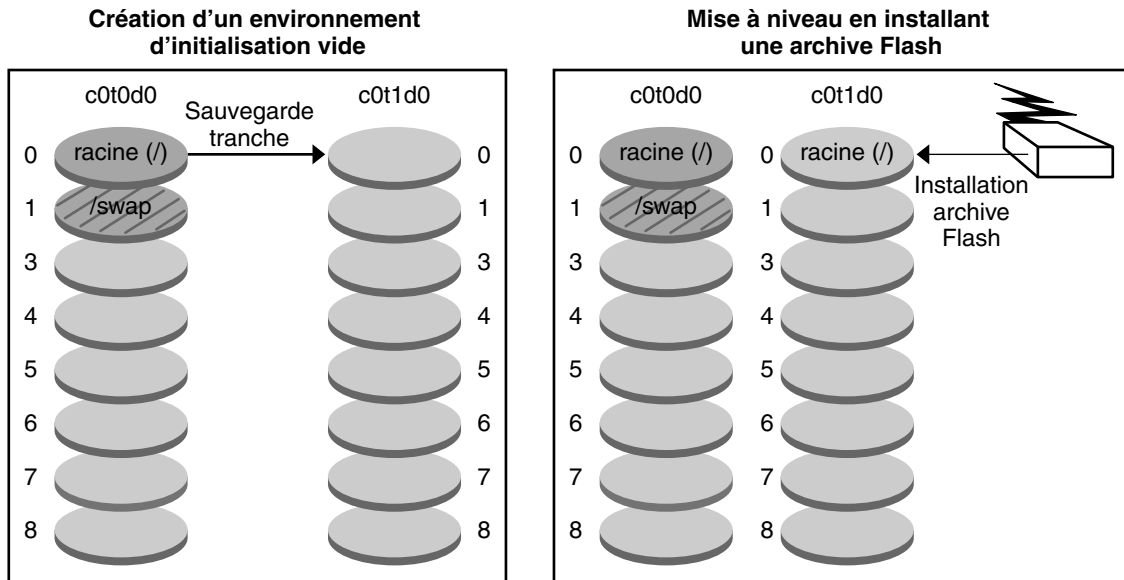 Création d'un environnement
d'initialisation vide
c0t0d0
c0t1d0
Sauvegarde
tranche
0
racine (/)
0
1
/swap
1
3
3
4
4
5
5
6
6
7
7
8
8
Mise à niveau en installant
une archive Flash
c0t0d0
c0t1d0
0
racine (/)
0
racine (/)
Installation
archive
Flash
1
/swap
1
3
3
4
4
5
5
6
6
7
7
8
8